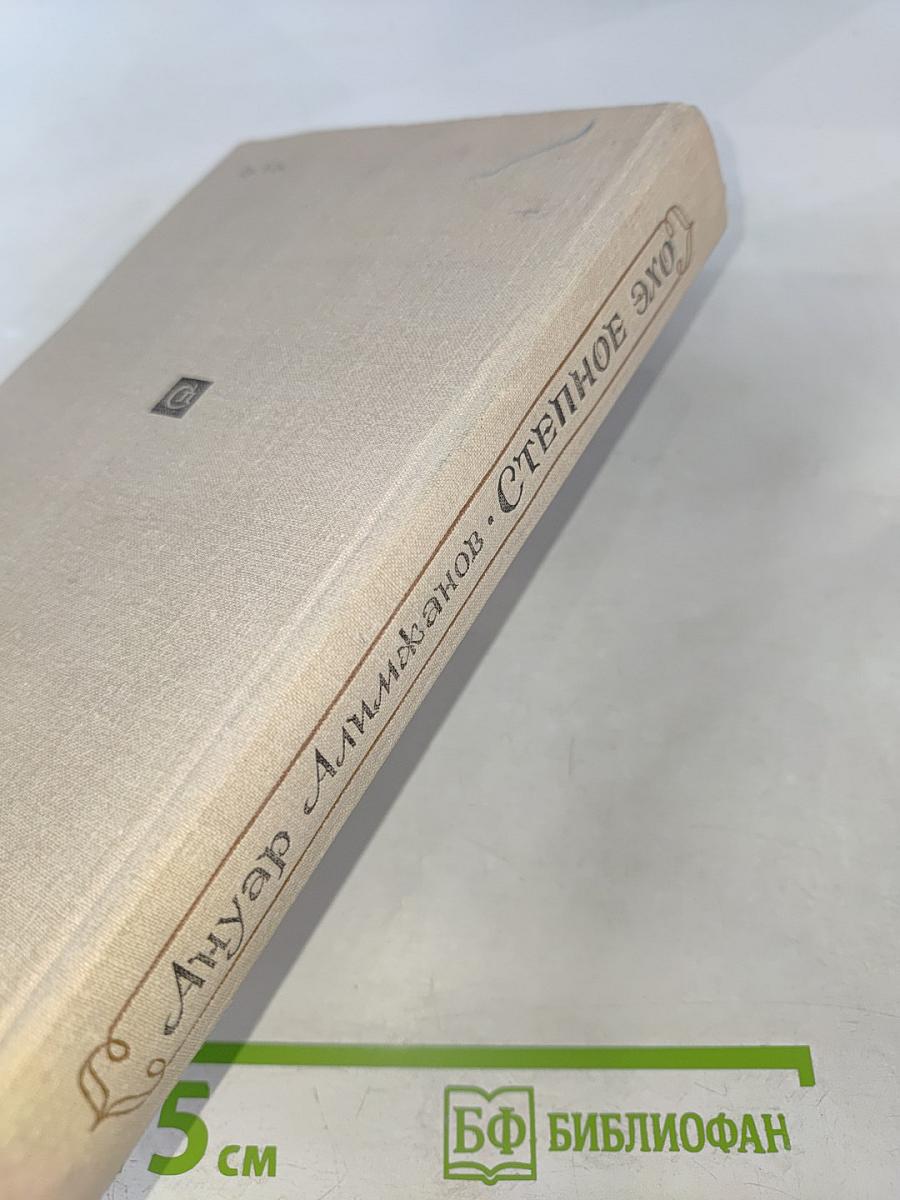 Ануар Алимжанов · Степное эхо
5 см
БФ БИБЛИОФАН